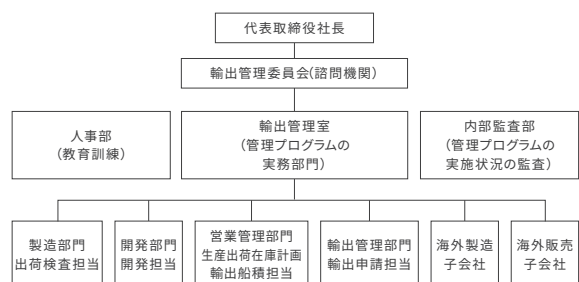 代表取締役社長
輸出管理委員会(諮問機関)
人事部
(教育訓練)
輸出管理室
(管理プログラムの
実務部門)
内部監査部
(管理プログラムの
実施状況の監査)
製造部門
出荷検査担当
開発部門
開発担当
営業管理部門
生産出荷在庫計画
輸出船積担当
輸出管理部門
輸出申請担当
海外製造
子会社
海外販売
子会社